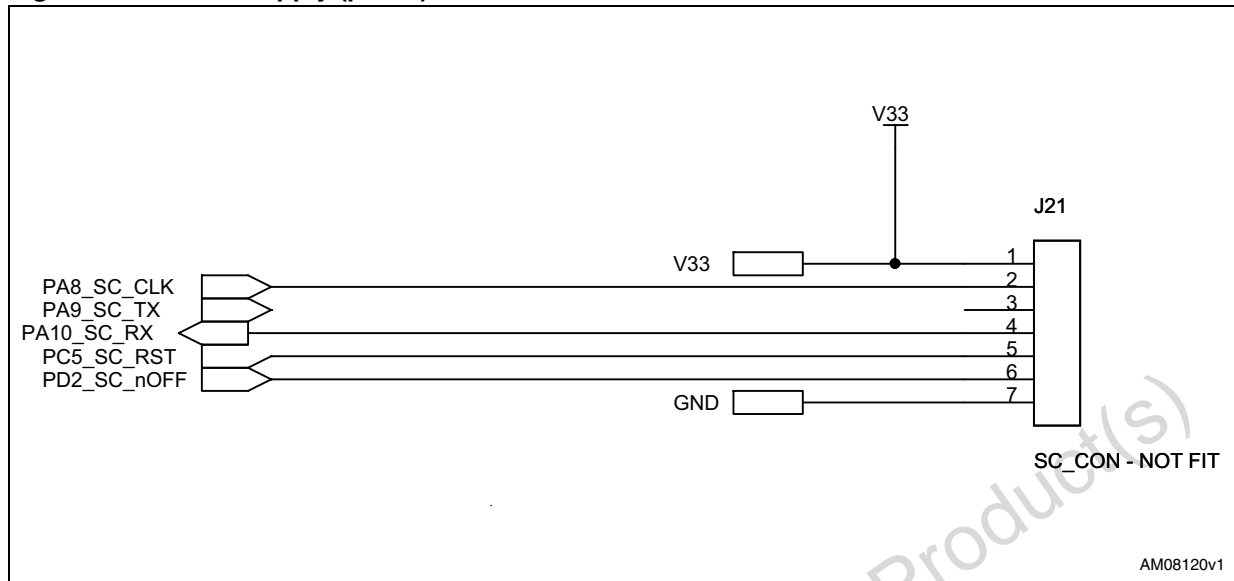 V33
J21
V33
1
PA8_SC_CLK
2
PA9_SC_TX
3
PA10_SC_RX
4
PC5_SC_RST
5
PD2_SC_nOFF
6
GND
7
SC_CON - NOT FIT
Product(s)
AM08120v1